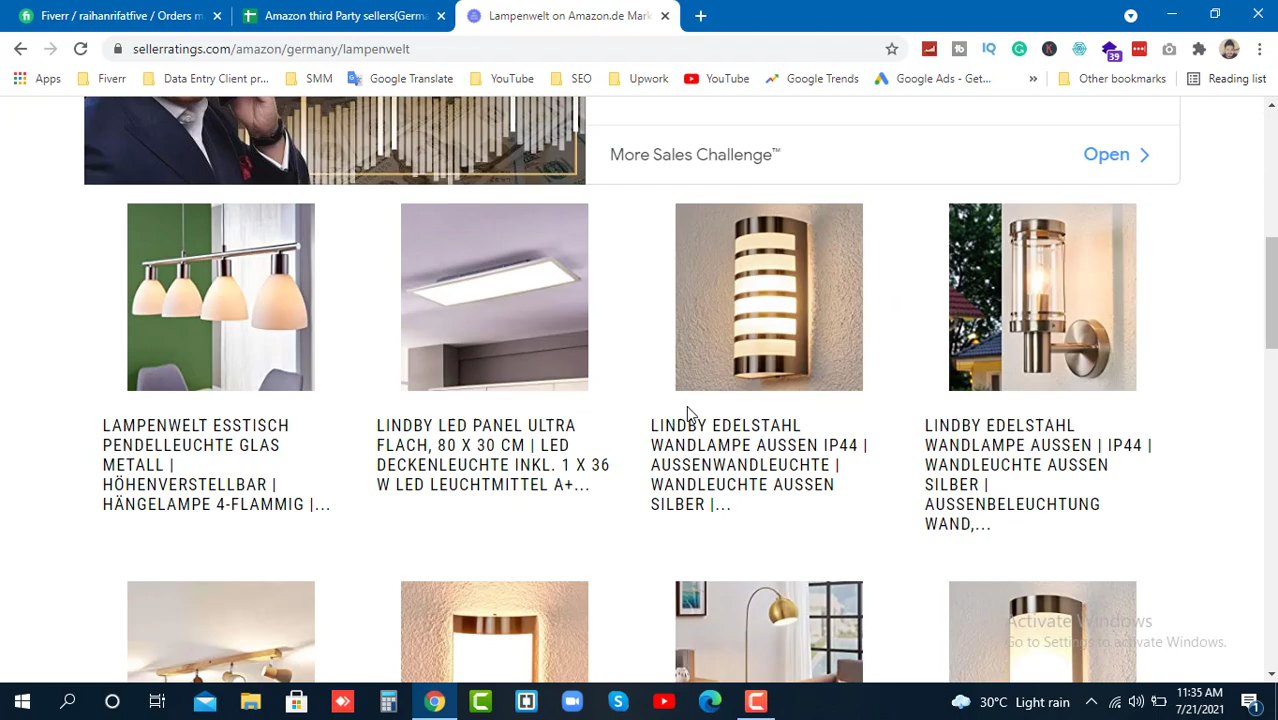 Fiverr / raihanrifatfive / Orders m
Amazon third Party sellers(Germa
Lampenwelt on Amazon.de Mark
sellerratings.com/amazon/germany/lampenwelt
39
Apps
Fiverr
Data Entry Client pr...
SMM
Google Translate
YouTube
SEO
Upwork
YouTube
Google Trends
Google Ads - Get...
»
Other bookmarks
Reading list
More Sales Challenge™
Open
LAMPENWELT ESSTISCH
PENDELLEUCHTE GLAS
METALL |
HÖHENVERSTELLBAR |
HÄNGELAMPE 4-FLAMMIG |...
LINDBY LED PANEL ULTRA
FLACH, 80 X 30 CM | LED
DECKENLEUCHTE INKL. 1 X 36
W LED LEUCHTMITTEL A+...
LINDBY EDELSTAHL
WANDLAMPE AUSSEN IP44 |
AUSSENWANDLEUCHTE |
WANDLEUCHTE AUSSEN
SILBER |...
LINDBY EDELSTAHL
WANDLAMPE AUSSEN | IP44 |
WANDLEUCHTE AUSSEN
SILBER |
AUSSENBELEUCHTUNG
WAND,...
Activate Windows
Go to Settings to activate Windows.
30°C Light rain
11:35 AM
7/21/2021
1